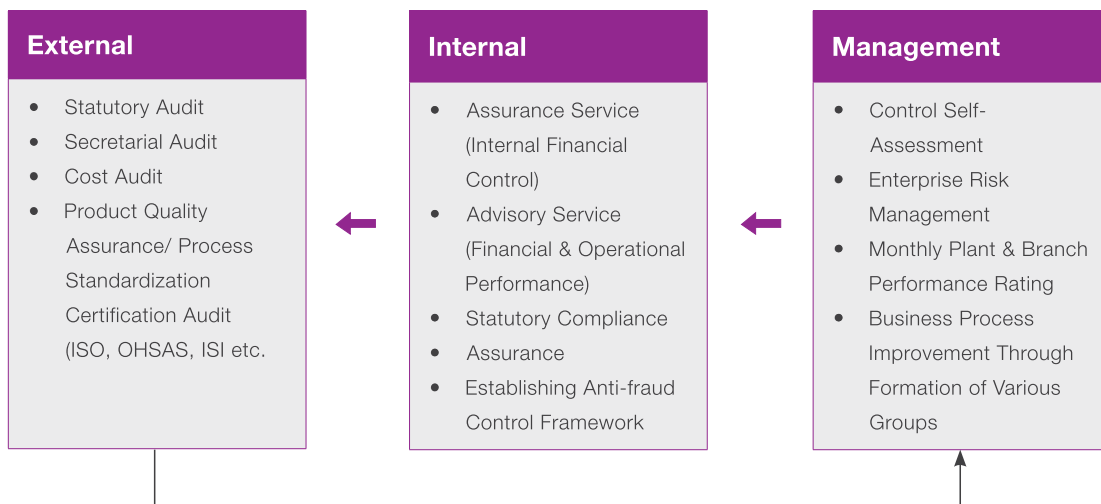 External
• Statutory Audit
• Secretarial Audit
• Cost Audit
• Product Quality
Assurance/ Process
Standardization
Certification Audit
(ISO, OHSAS, ISI etc.
Internal
• Assurance Service
(Internal Financial
Control)
• Advisory Service
(Financial & Operational
Performance)
• Statutory Compliance
• Assurance
• Establishing Anti-fraud
Control Framework
Management
• Control Self-
Assessment
• Enterprise Risk
Management
• Monthly Plant & Branch
Performance Rating
• Business Process
Improvement Through
Formation of Various
Groups